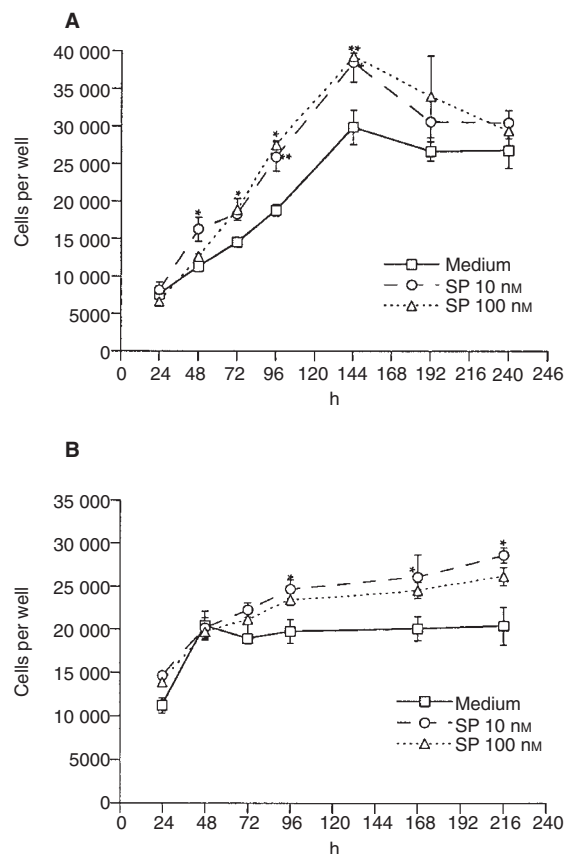 A
40 000
35 000
30 000
25 000
20 000
15 000
10 000
5000
0
Cells per well
* * * ** ** *
Medium
SP 10 nM
SP 100 nM
0 24 48 72 96 120 144 168 192 216 240 246
h
B
35 000
30 000
25 000
20 000
15 000
10 000
5000
0
Cells per well
* * *
Medium
SP 10 nM
SP 100 nM
0 24 48 72 96 120 144 168 192 216 240
h